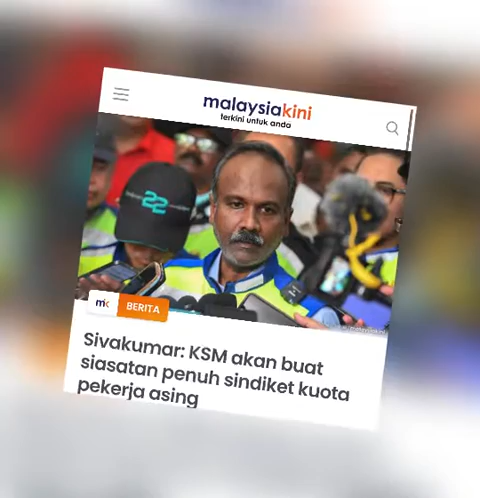 malaysiakini
terkini untuk anda
22
mk
BERITA
Sivakumar: KSM akan buat
siasatan penuh sindiket kuota
pekerja asing